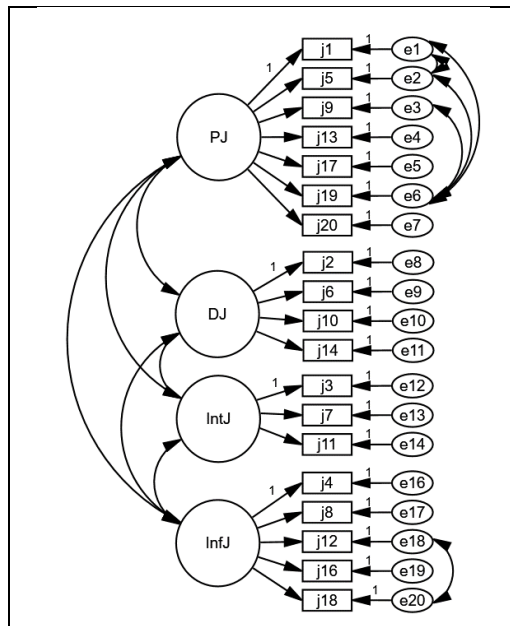 j1 1 e1
1
j5 1 e2
j9 1 e3
PJ j13 1 e4
j17 1 e5
j19 1 e6
j20 1 e7
j2 1 e8
1
j6 1 e9
DJ j10 1 e10
j14 1 e11
j3 1 e12
1
IntJ j7 1 e13
j11 1 e14
j4 1 e16
1
j8 1 e17
InfJ j12 1 e18
j16 1 e19
j18 1 e20